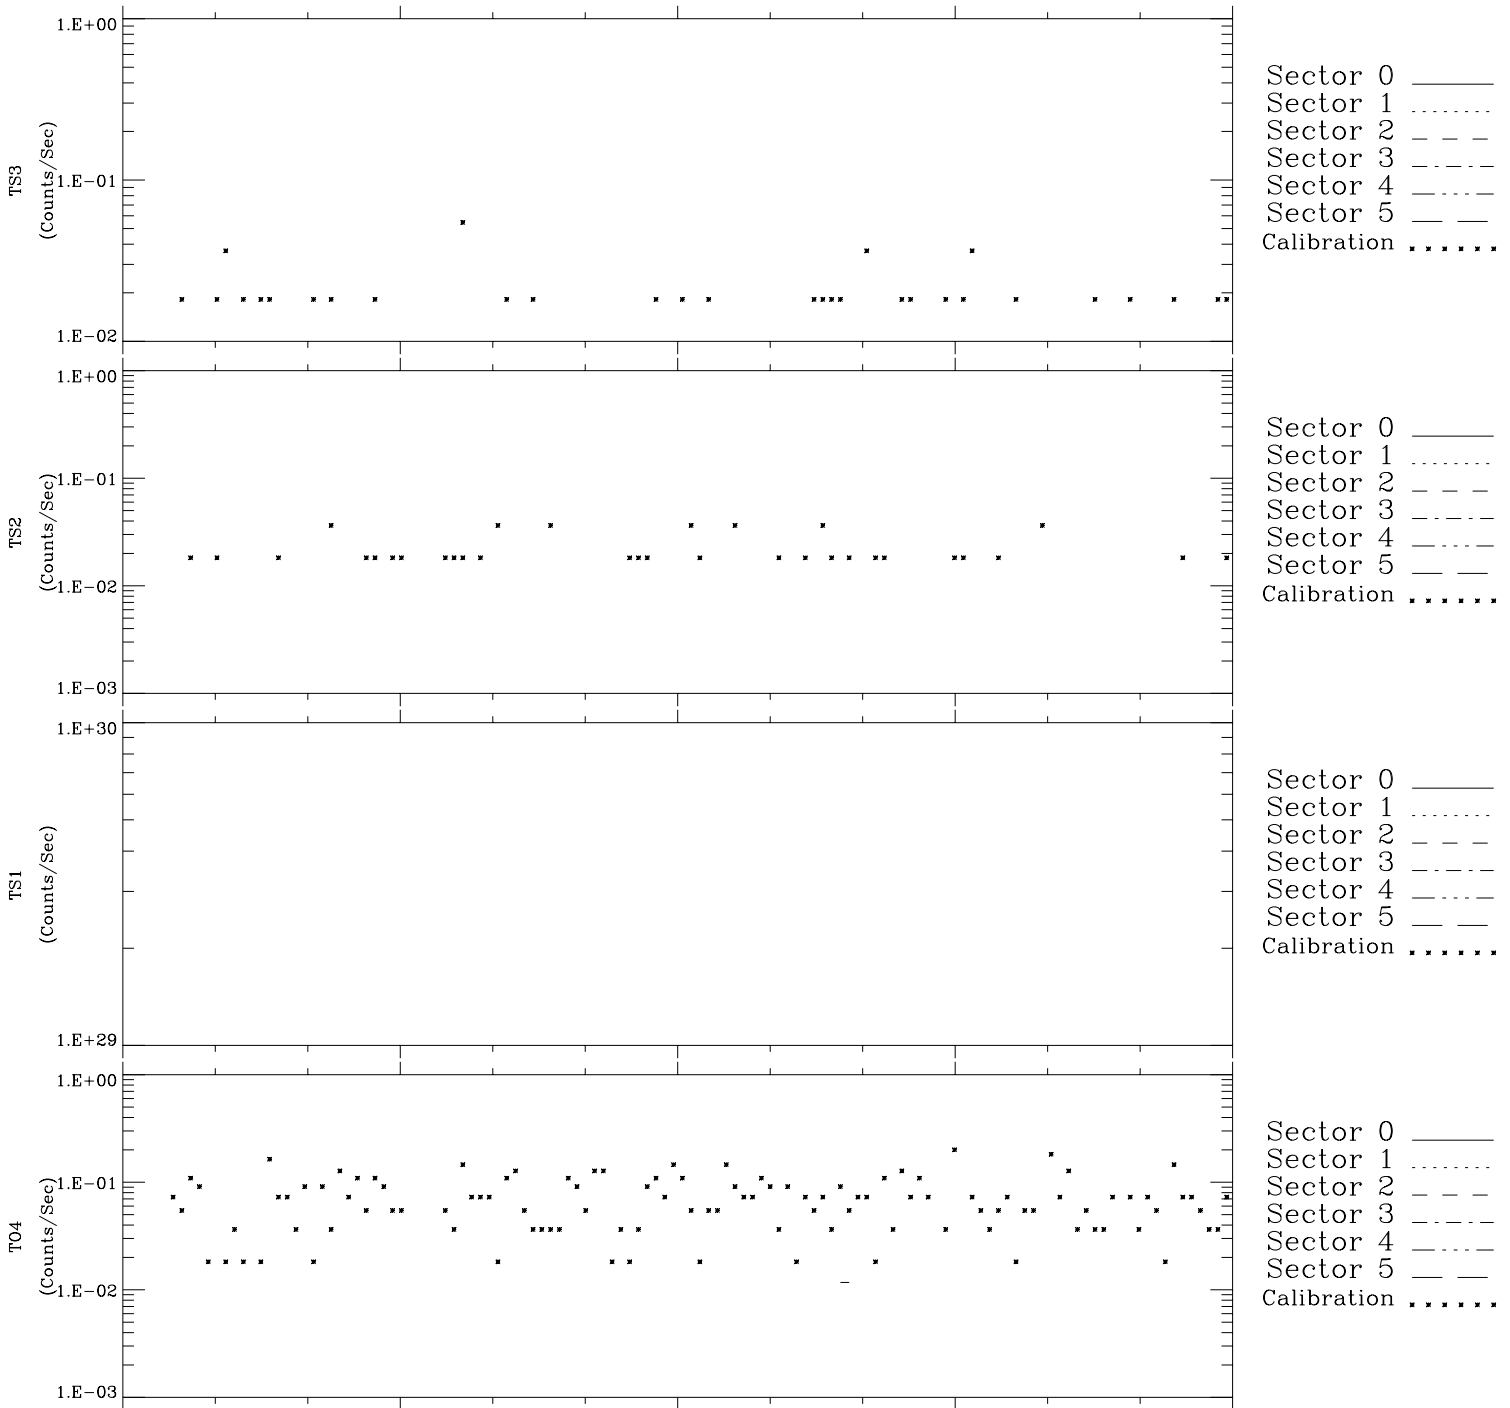 1.E+00
1.E-01
1.E-02
TS3
(Counts/Sec)
Sector 0
Sector 1
Sector 2
Sector 3
Sector 4
Sector 5
Calibration
1.E+00
1.E-01
1.E-02
1.E-03
TS2
(Counts/Sec)
Sector 0
Sector 1
Sector 2
Sector 3
Sector 4
Sector 5
Calibration
1.E+30
1.E+29
TS1
(Counts/Sec)
Sector 0
Sector 1
Sector 2
Sector 3
Sector 4
Sector 5
Calibration
1.E+00
1.E-01
1.E-02
1.E-03
TO4
(Counts/Sec)
Sector 0
Sector 1
Sector 2
Sector 3
Sector 4
Sector 5
Calibration